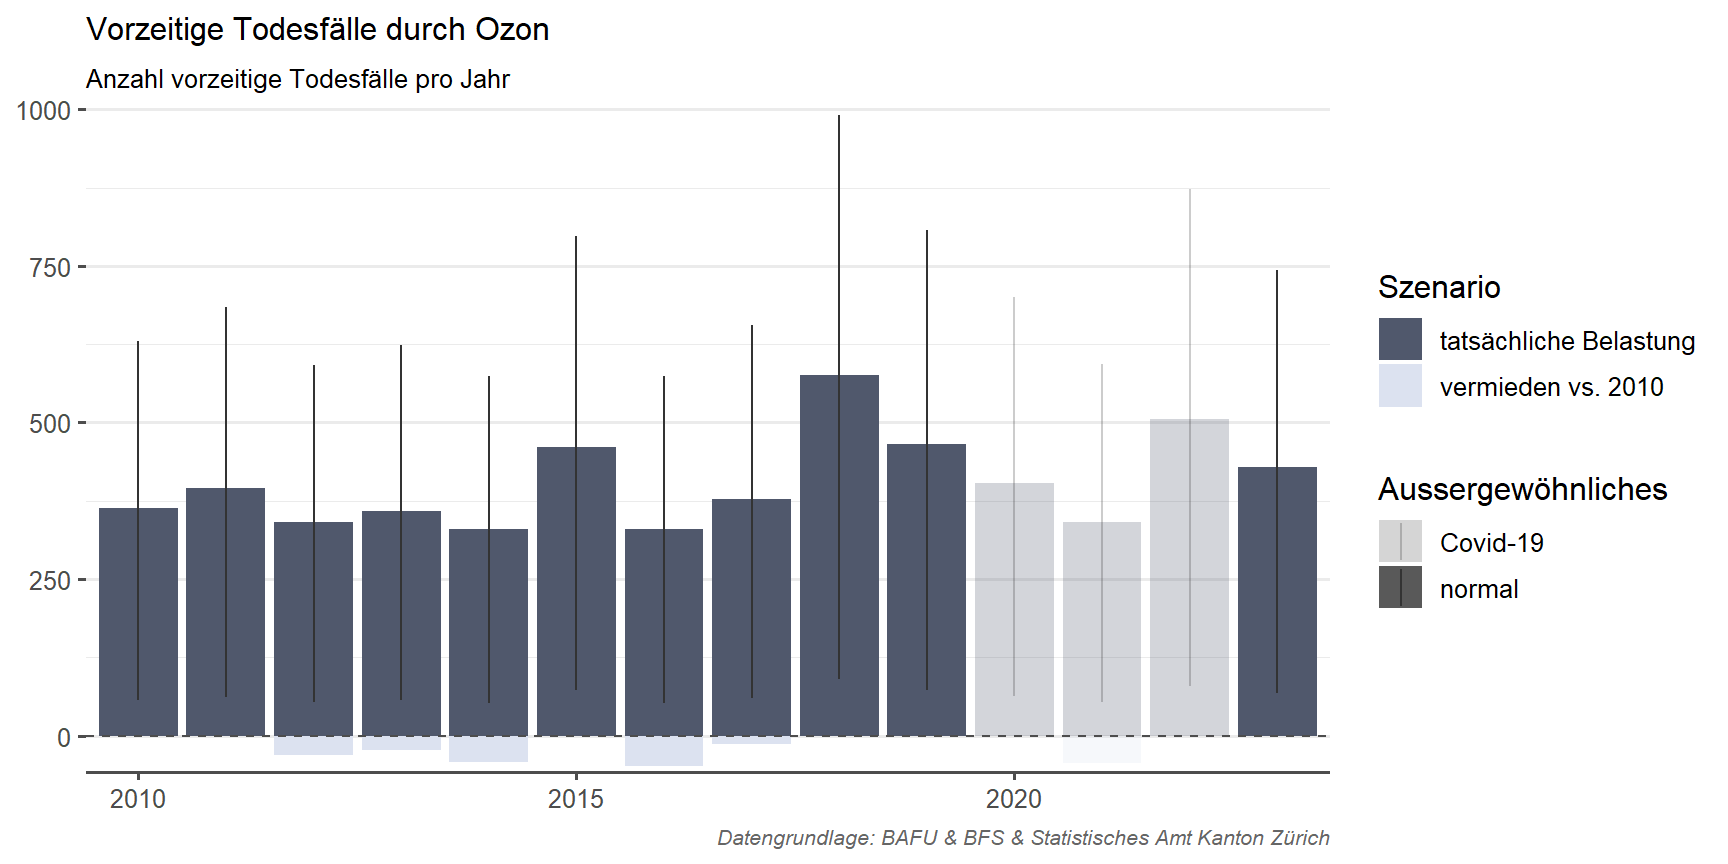 Vorzeitige Todesfälle durch Ozon
Anzahl vorzeitige Todesfälle pro Jahr
1000
750
500
250
0
2010
2015
2020
Szenario
tatsächliche Belastung
vermieden vs. 2010
Aussergewöhnliches
Covid-19
normal
Datengrundlage: BAFU & BFS & Statistisches Amt Kanton Zürich